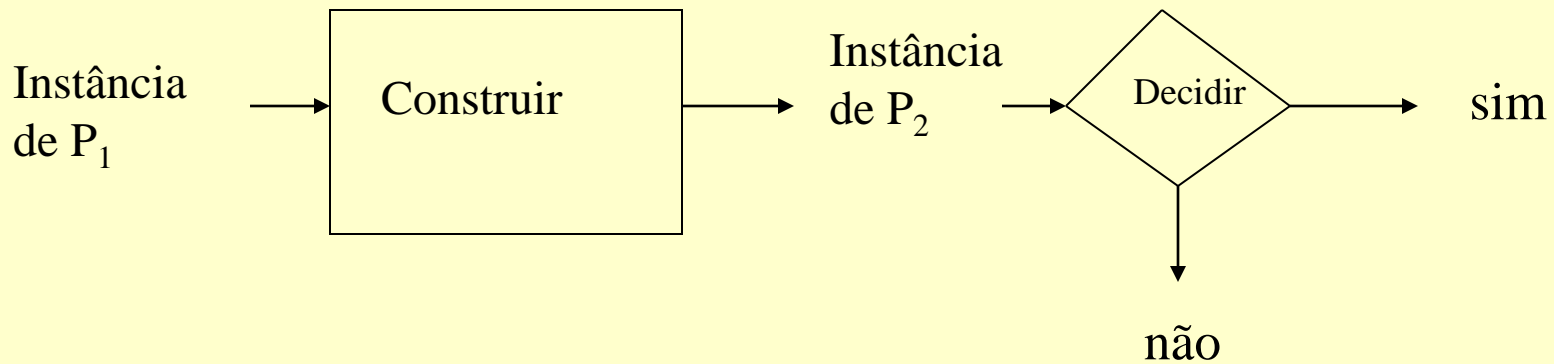 Instância
de P₁
Construir
Instância
de P₂
Decidir
sim
não